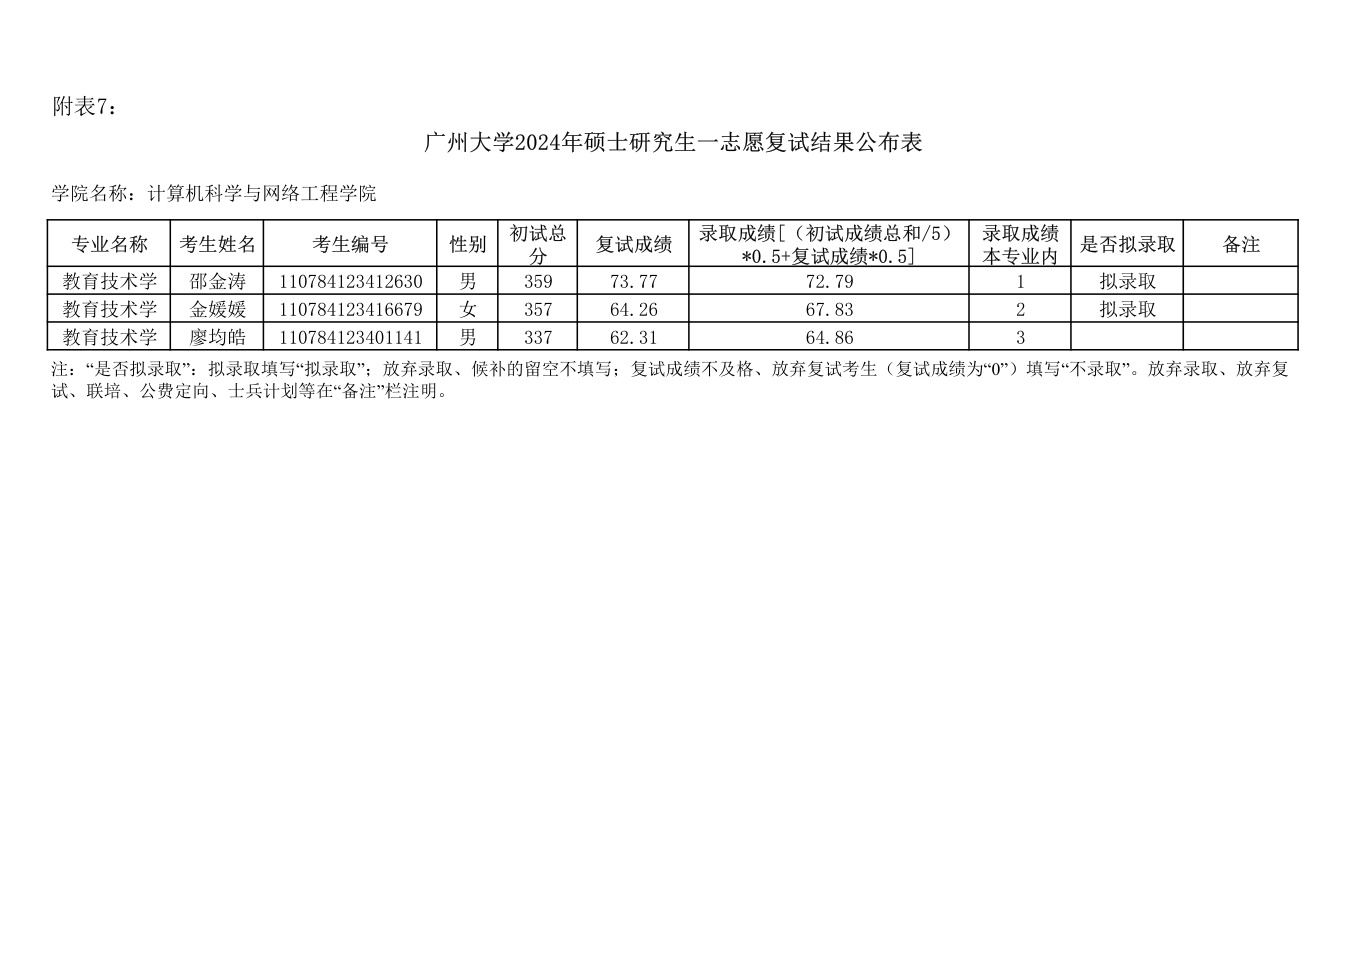 附表7：
广州大学2024年硕士研究生一志愿复试结果公布表
学院名称：计算机科学与网络工程学院
专业名称 考生姓名 考生编号 性别 初试总分 复试成绩 录取成绩[（初试成绩总和/5）*0.5+复试成绩*0.5] 录取成绩本专业内 是否拟录取 备注
教育技术学 邵金涛 110784123412630 男 359 73.77 72.79 1 拟录取
教育技术学 金媛媛 110784123416679 女 357 64.26 67.83 2 拟录取
教育技术学 廖均皓 110784123401141 男 337 62.31 64.86 3
注：“是否拟录取”：拟录取填写“拟录取”；放弃录取、候补的留空不填写；复试成绩不及格、放弃复试考生（复试成绩为“0”）填写“不录取”。放弃录取、放弃复
试、联培、公费定向、士兵计划等在“备注”栏注明。